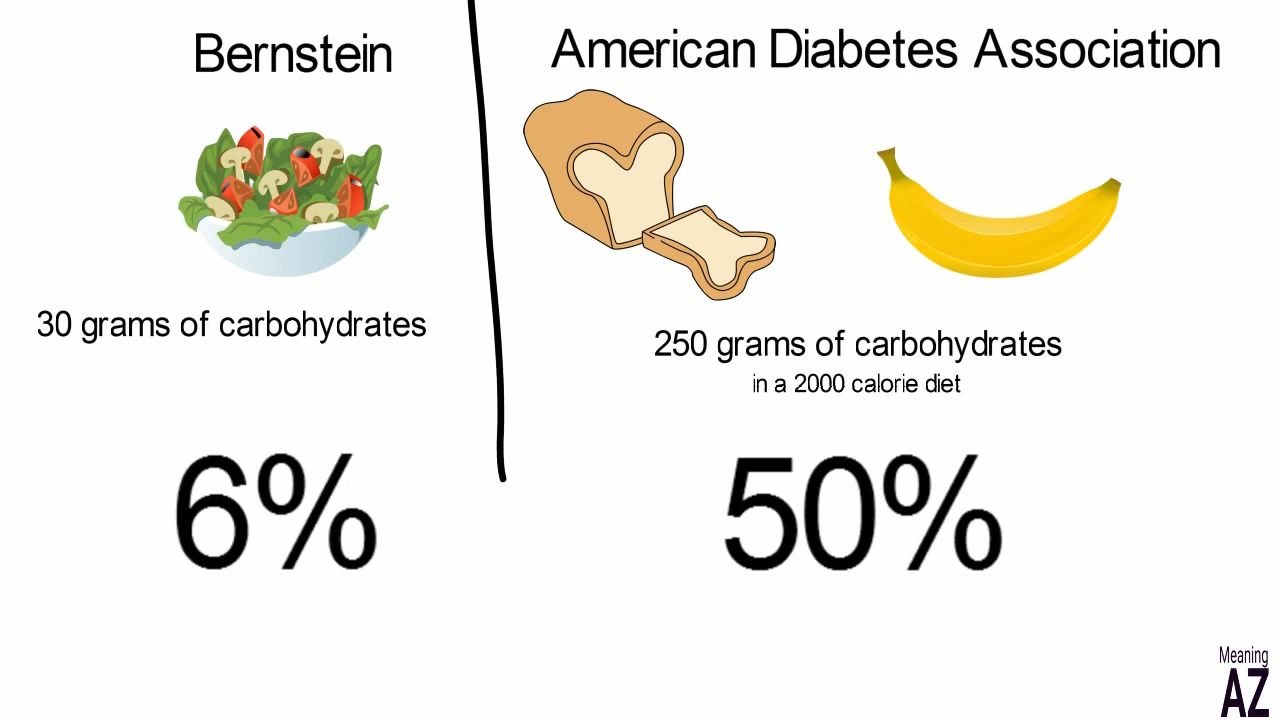 Bernstein
30 grams of carbohydrates
6%
American Diabetes Association
250 grams of carbohydrates
in a 2000 calorie diet
50%
Meaning
AZ